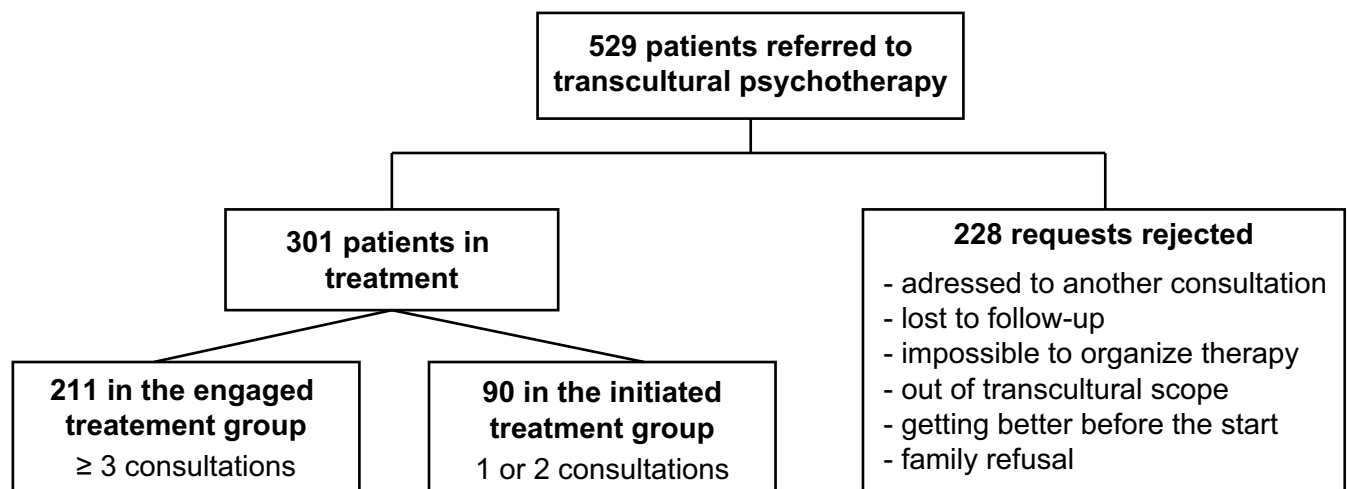 529 patients referred to
transcultural psychotherapy
301 patients in
treatment
228 requests rejected
- adressed to another consultation
- lost to follow-up
- impossible to organize therapy
- out of transcultural scope
- getting better before the start
- family refusal
211 in the engaged
treatement group
≥ 3 consultations
90 in the initiated
treatment group
1 or 2 consultations